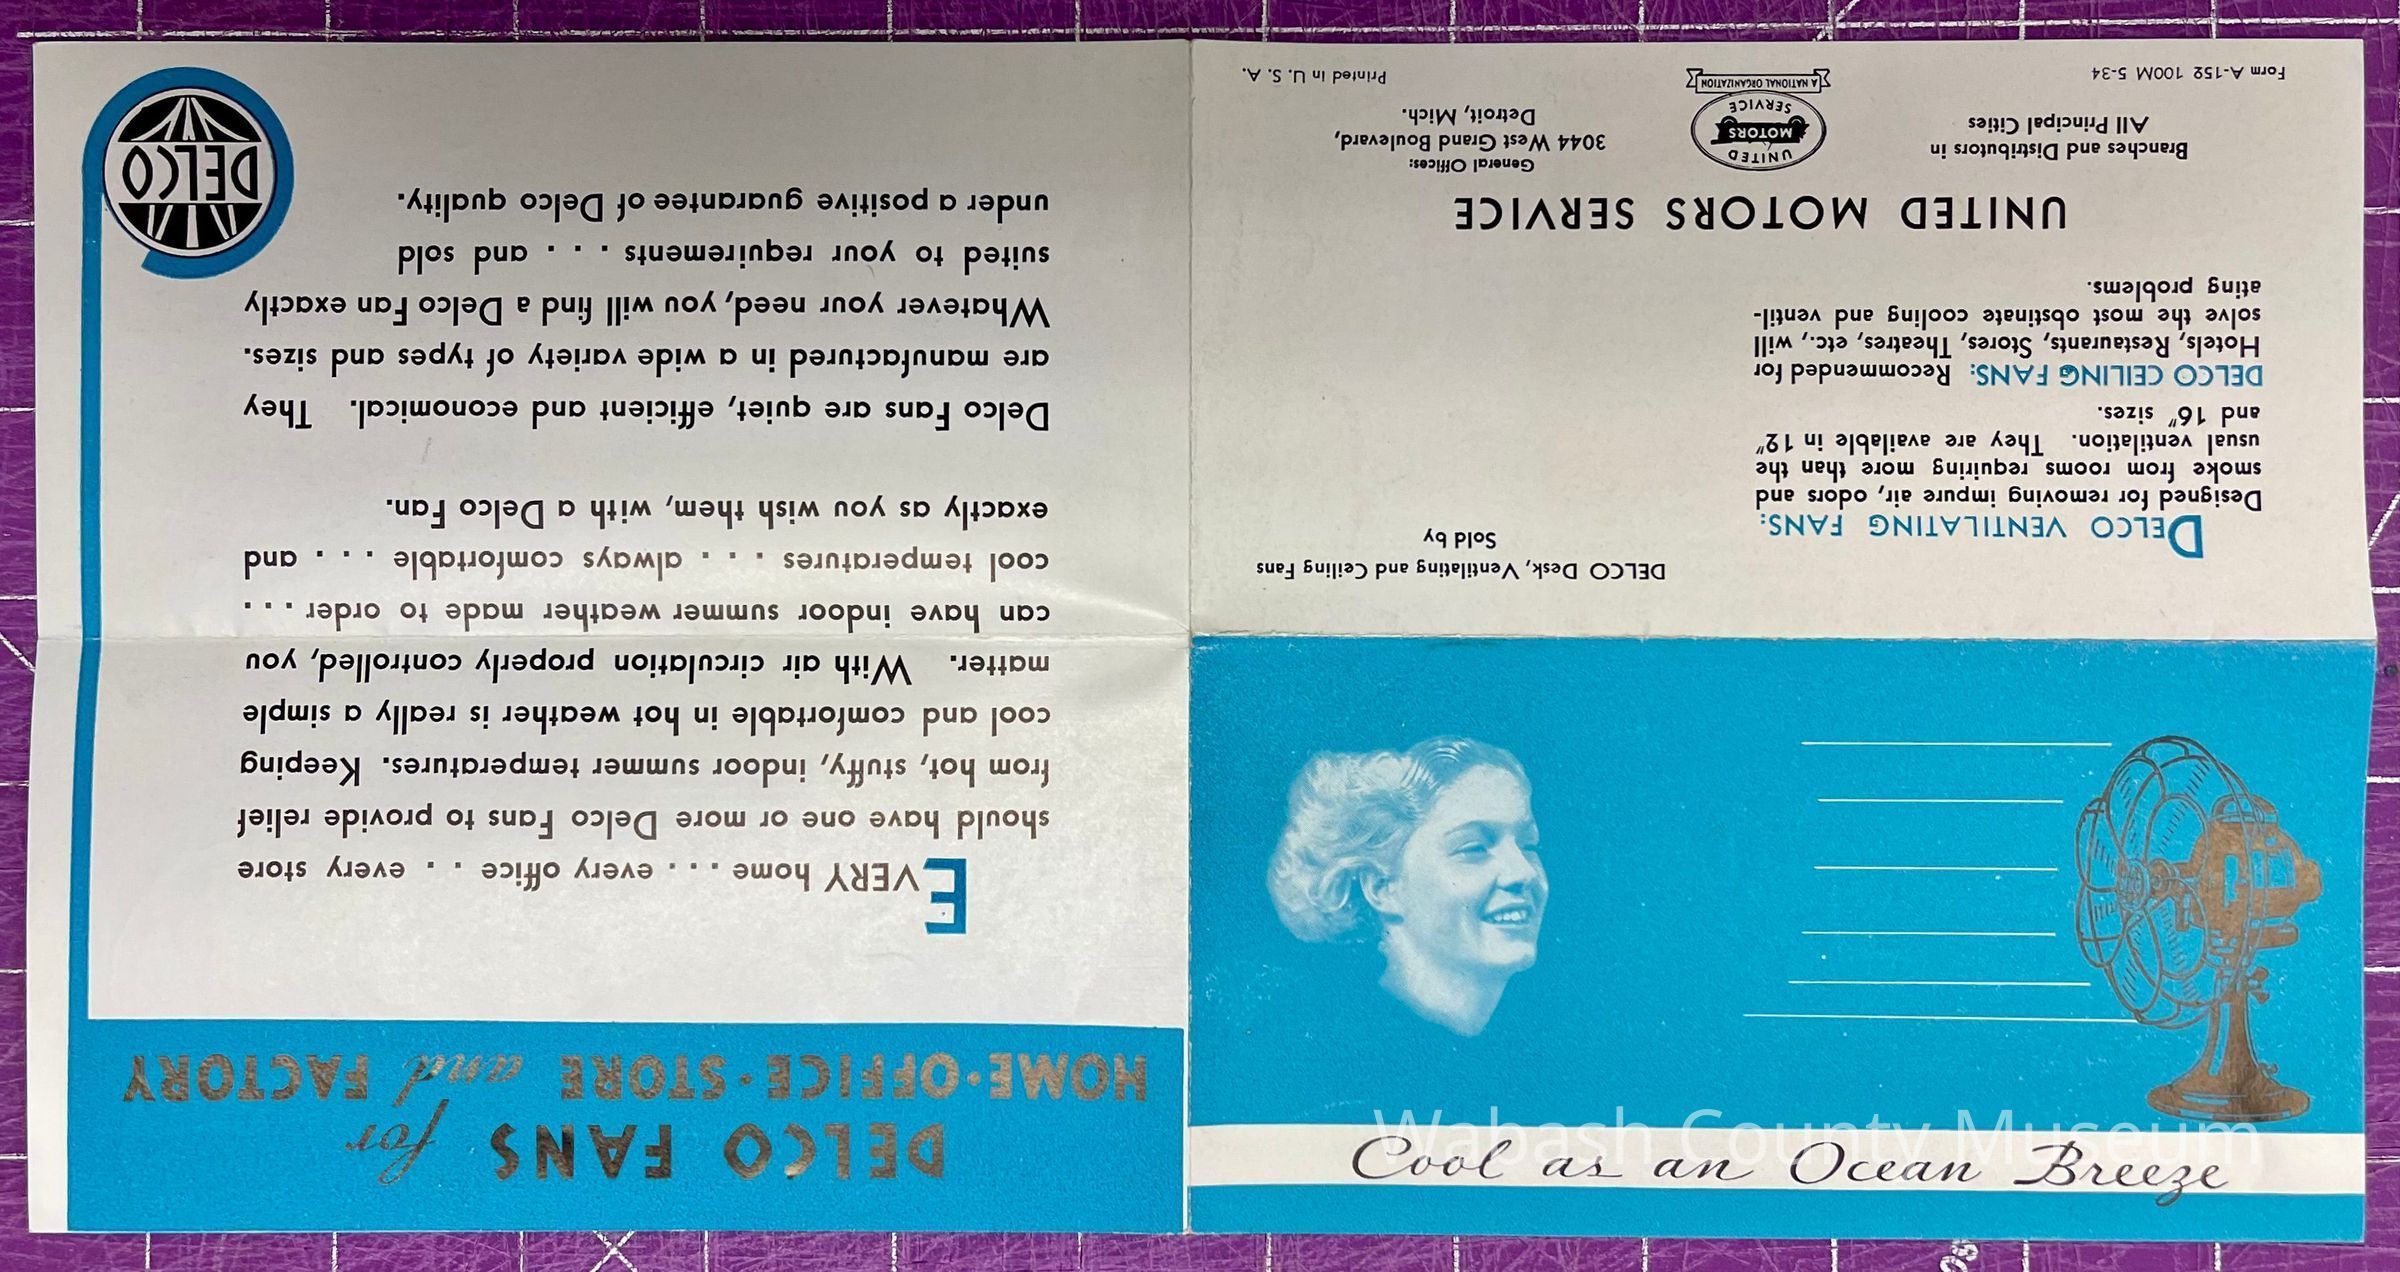 Cool as an Ocean Breeze
DELCO FANS for
HOME•OFFICE•STORE and FACTORY
EVERY home . . . every office . . every store
should have one or more Delco Fans to provide relief
from hot, stuffy, indoor summer temperatures. Keeping
cool and comfortable in hot weather is really a simple
matter. With air circulation properly controlled, you
can have indoor summer weather made to order . . .
cool temperatures . . . always comfortable . . . and
exactly as you wish them, with a Delco Fan.
Delco Fans are quiet, efficient and economical. They
are manufactured in a wide variety of types and sizes.
Whatever your need, you will find a Delco Fan exactly
suited to your requirements . . . and sold
under a positive guarantee of Delco quality.
DELCO
DELCO VENTILATING FANS:
Designed for removing impure air, odors and
smoke from rooms requiring more than the
usual ventilation. They are available in 12"
and 16" sizes.
DELCO CEILING FANS: Recommended for
Hotels, Restaurants, Stores, Theatres, etc., will
solve the most obstinate cooling and ventil-
ating problems.
DELCO Desk, Ventilating and Ceiling Fans
Sold by
UNITED MOTORS SERVICE
Branches and Distributors in
All Principal Cities
UNITED
MOTORS
SERVICE
A NATIONAL ORGANIZATION
General Offices:
3044 West Grand Boulevard,
Detroit, Mich.
Form A-152 100M 5-34
Printed in U. S. A.
Wabash County Museum